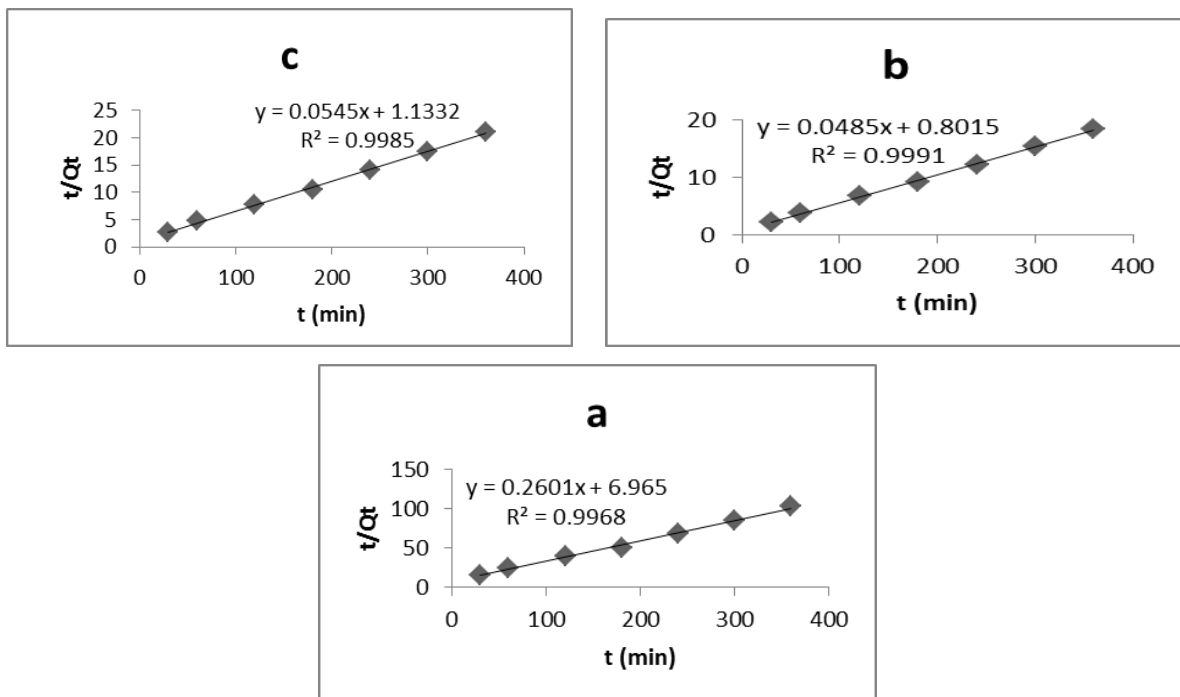 c
y = 0.0545x + 1.1332
R² = 0.9985
t/Qt
25
20
15
10
5
0
0 100 200 300 400
t (min)
b
y = 0.0485x + 0.8015
R² = 0.9991
t/Qt
20
10
0
0 100 200 300 400
t (min)
a
y = 0.2601x + 6.965
R² = 0.9968
t/Qt
150
100
50
0
0 100 200 300 400
t (min)